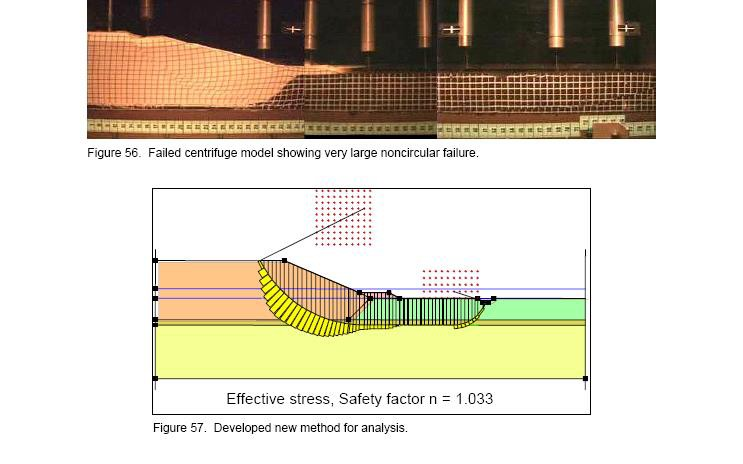 Figure 56. Failed centrifuge model showing very large noncircular failure.
Effective stress, Safety factor n = 1.033
Figure 57. Developed new method for analysis.